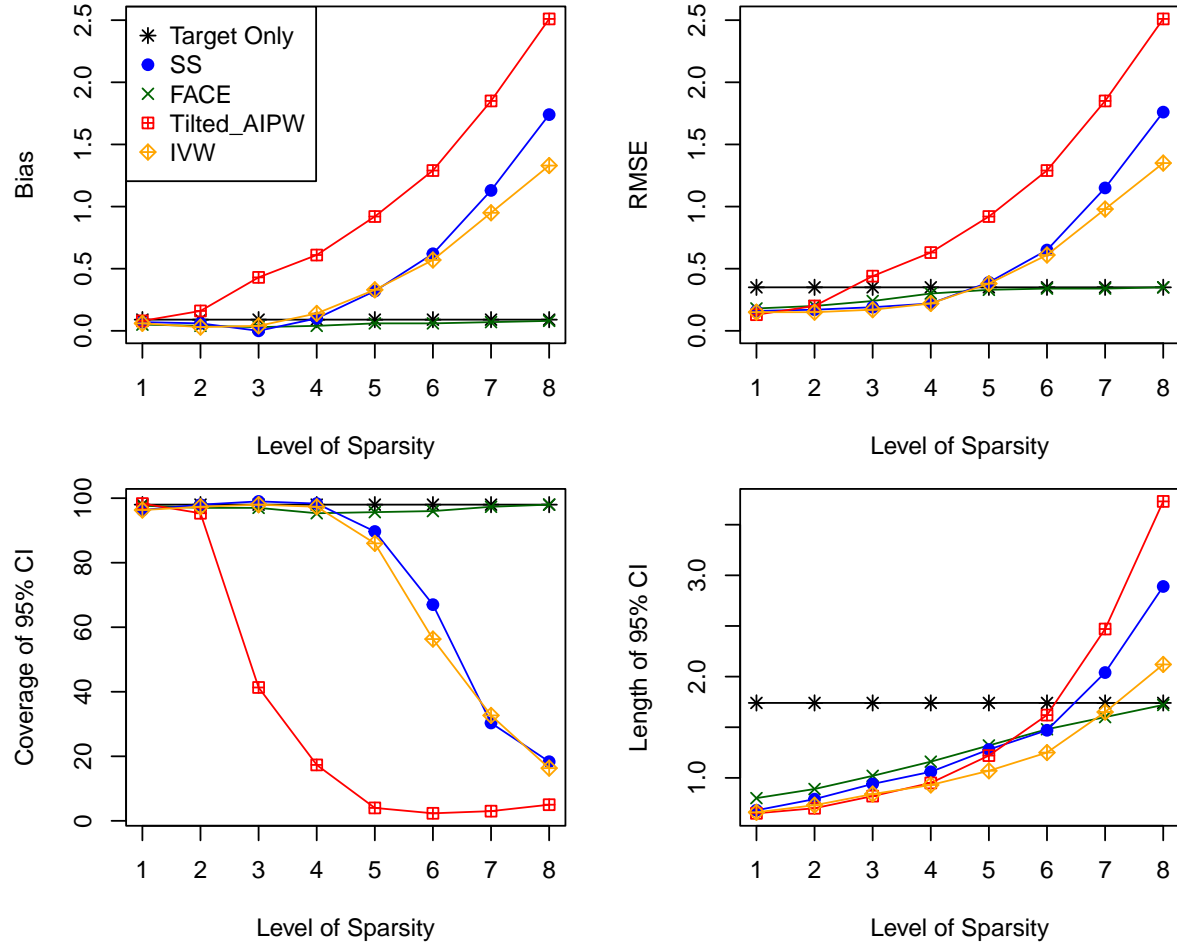 Bias
0.0 0.5 1.0 1.5 2.0 2.5
Target Only
SS
FACE
Tilted_AIPW
IVW
1 2 3 4 5 6 7 8
Level of Sparsity
RMSE
0.0 0.5 1.0 1.5 2.0 2.5
1 2 3 4 5 6 7 8
Level of Sparsity
Coverage of 95% CI
0 20 40 60 80 100
1 2 3 4 5 6 7 8
Level of Sparsity
Length of 95% CI
1.0 2.0 3.0
1 2 3 4 5 6 7 8
Level of Sparsity